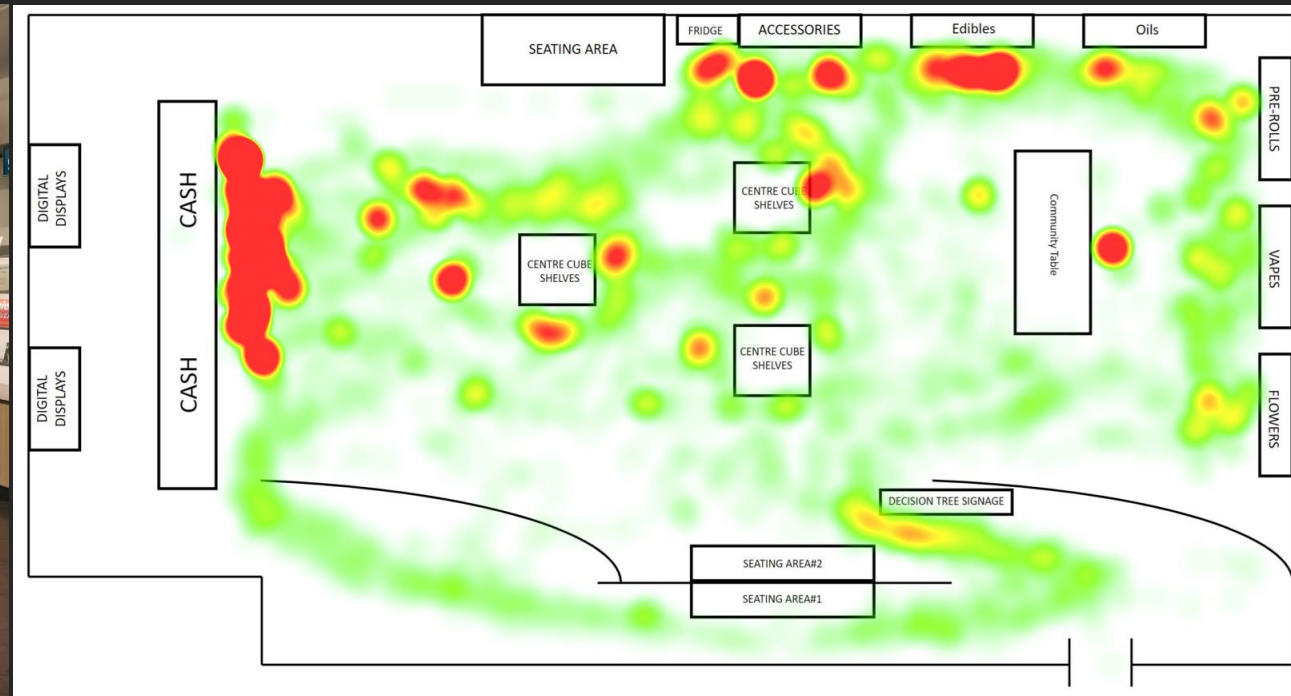 SEATING AREA
FRIDGE
ACCESSORIES
Edibles
Oils
PRE-ROLLS
DIGITAL
DISPLAYS
CASH
CENTRE CUBE
SHELVES
Community Table
VAPES
CENTRE CUBE
SHELVES
DIGITAL
DISPLAYS
CASH
CENTRE CUBE
SHELVES
FLOWERS
DECISION TREE SIGNAGE
SEATING AREA#2
SEATING AREA#1